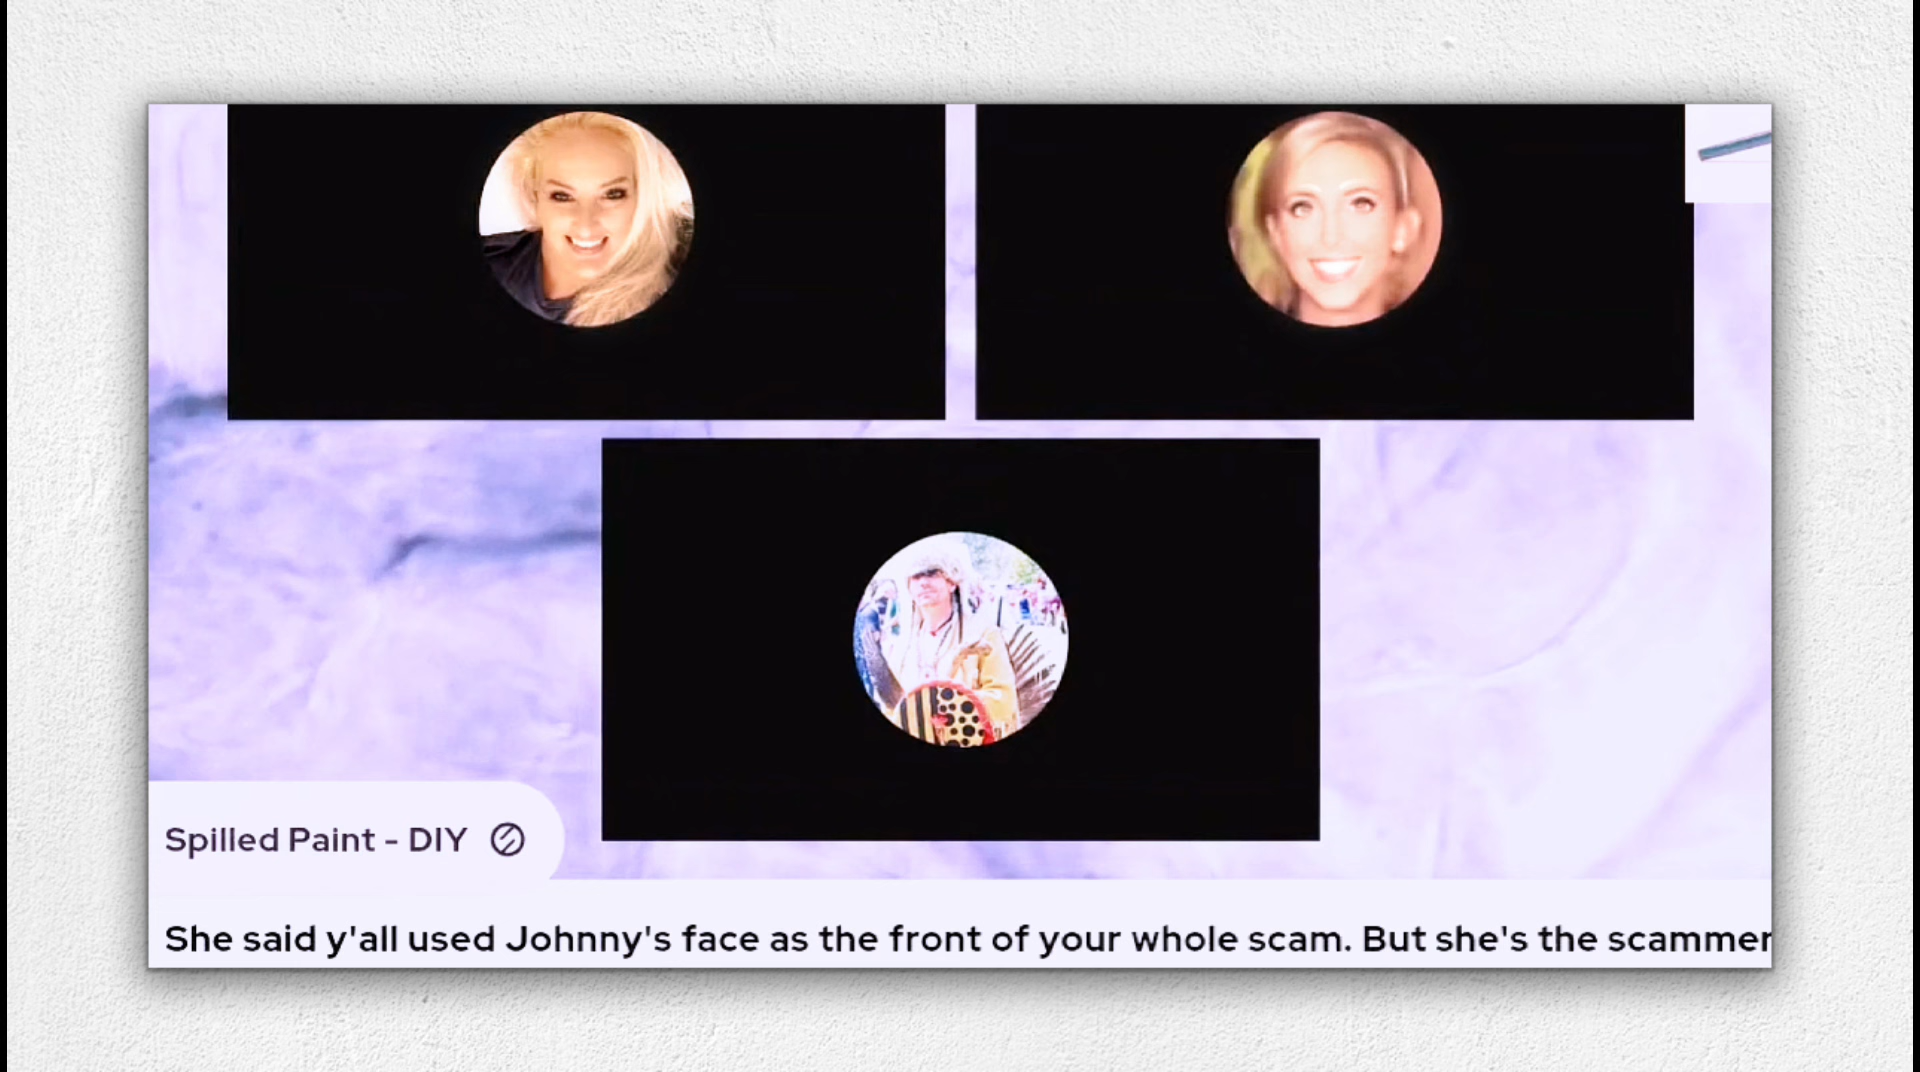 Spilled Paint - DIY
She said y'all used Johnny's face as the front of your whole scam. But she's the scammer